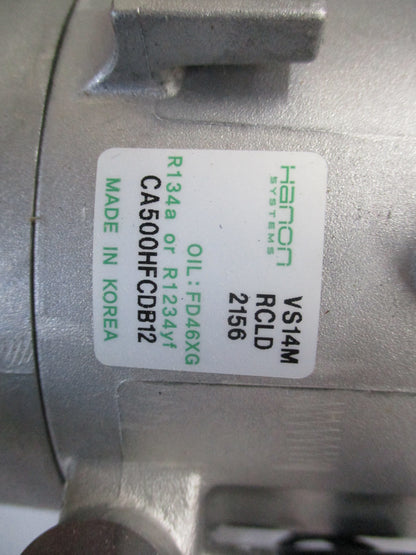 Hanon
SYSTEMS
VS14M
RCLD
2156
OIL: FD46XG
R134a or R1234yf
CA500HFCDB12
MADE IN KOREA